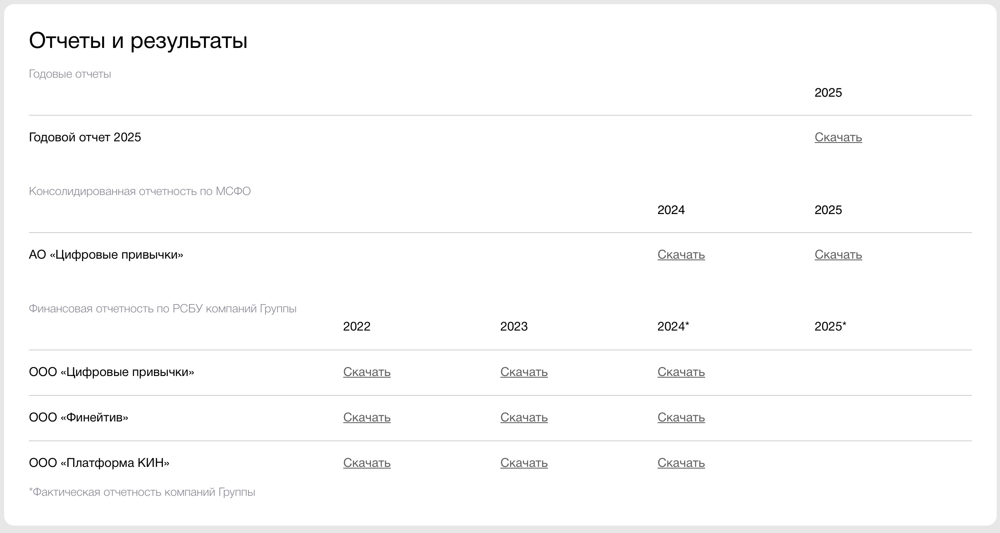 Отчеты и результаты
Годовые отчеты
2025
Годовой отчет 2025 Скачать
Консолидированная отчетность по МСФО
2024 2025
АО «Цифровые привычки» Скачать Скачать
Финансовая отчетность по РСБУ компаний Группы
2022 2023 2024* 2025*
ООО «Цифровые привычки» Скачать Скачать Скачать
ООО «Финейтив» Скачать Скачать Скачать
ООО «Платформа КИН» Скачать Скачать Скачать
*Фактическая отчетность компаний Группы